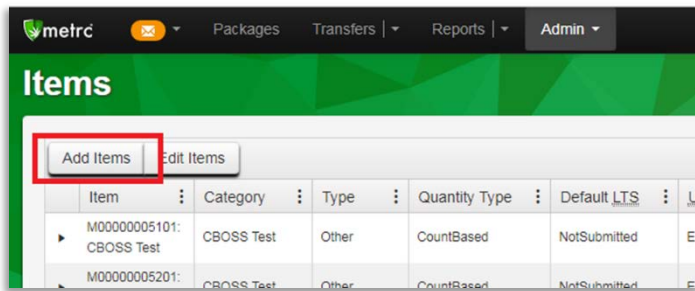 metrc Packages Transfers | Reports | Admin
Items
Add Items Edit Items
Item Category Type Quantity Type Default LTS U
M00000005101: CBOSS Test Other CountBased NotSubmitted E
CBOSS Test
M00000005201: CBOSS Test Other CountBased NotSubmitted E